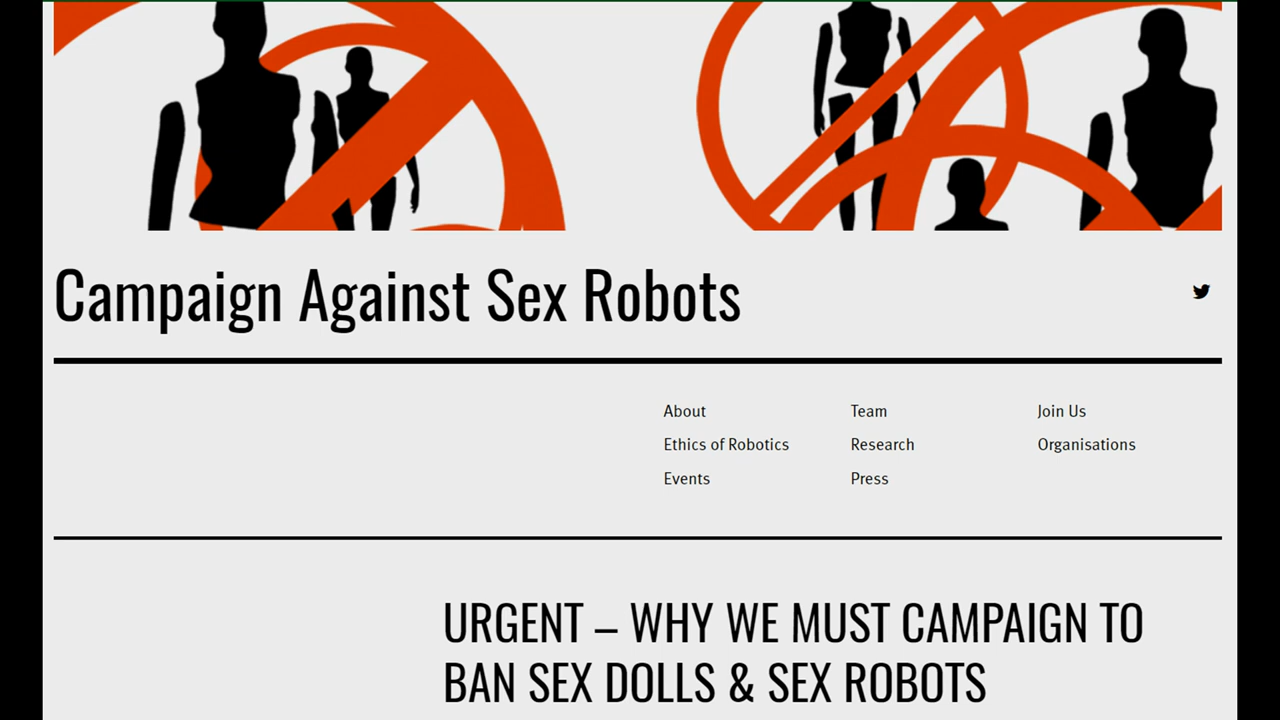 Campaign Against Sex Robots
About
Team
Join Us
Ethics of Robotics
Research
Organisations
Events
Press
URGENT – WHY WE MUST CAMPAIGN TO
BAN SEX DOLLS & SEX ROBOTS